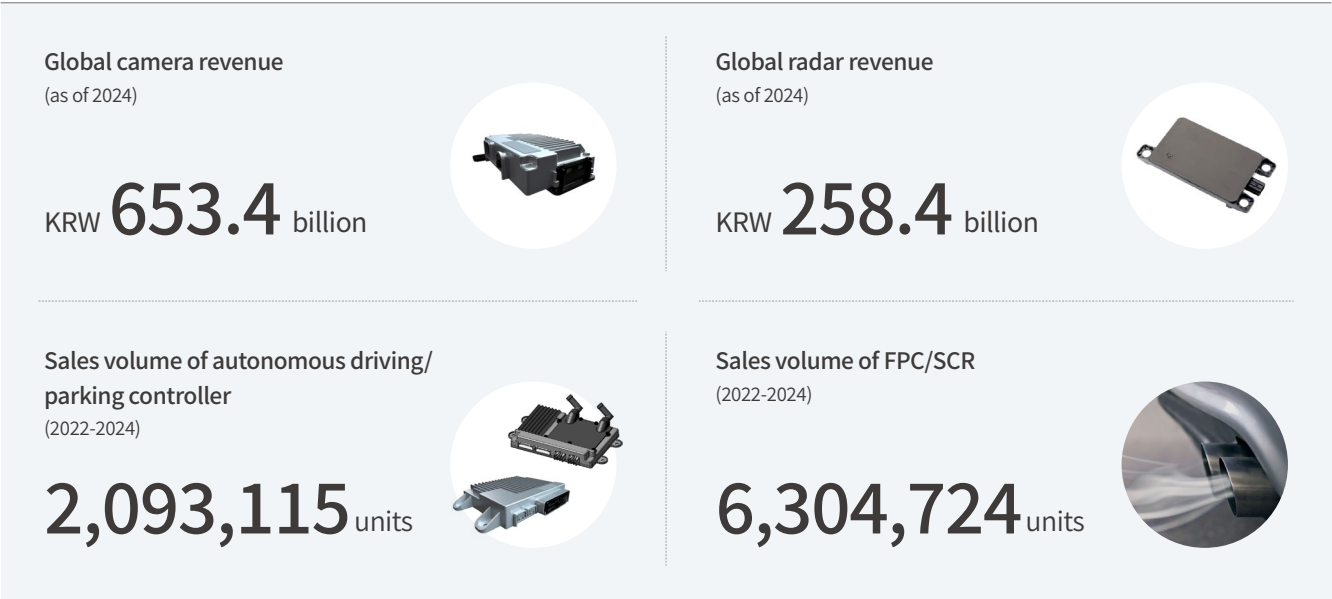 Global camera revenue
(as of 2024)
KRW 653.4 billion
Global radar revenue
(as of 2024)
KRW 258.4 billion
Sales volume of autonomous driving/
parking controller
(2022-2024)
2,093,115 units
Sales volume of FPC/SCR
(2022-2024)
6,304,724 units